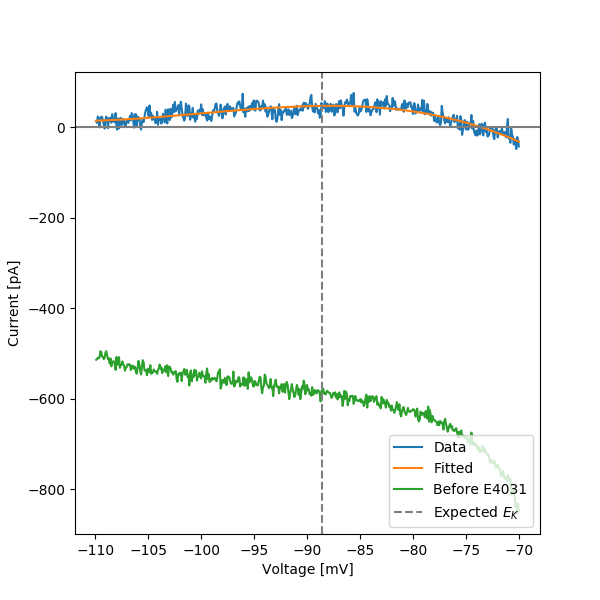 0
−200
−400
−600
−800
Current [pA]
−110 −105 −100 −95 −90 −85 −80 −75 −70
Voltage [mV]
Data
Fitted
Before E4031
Expected E_K